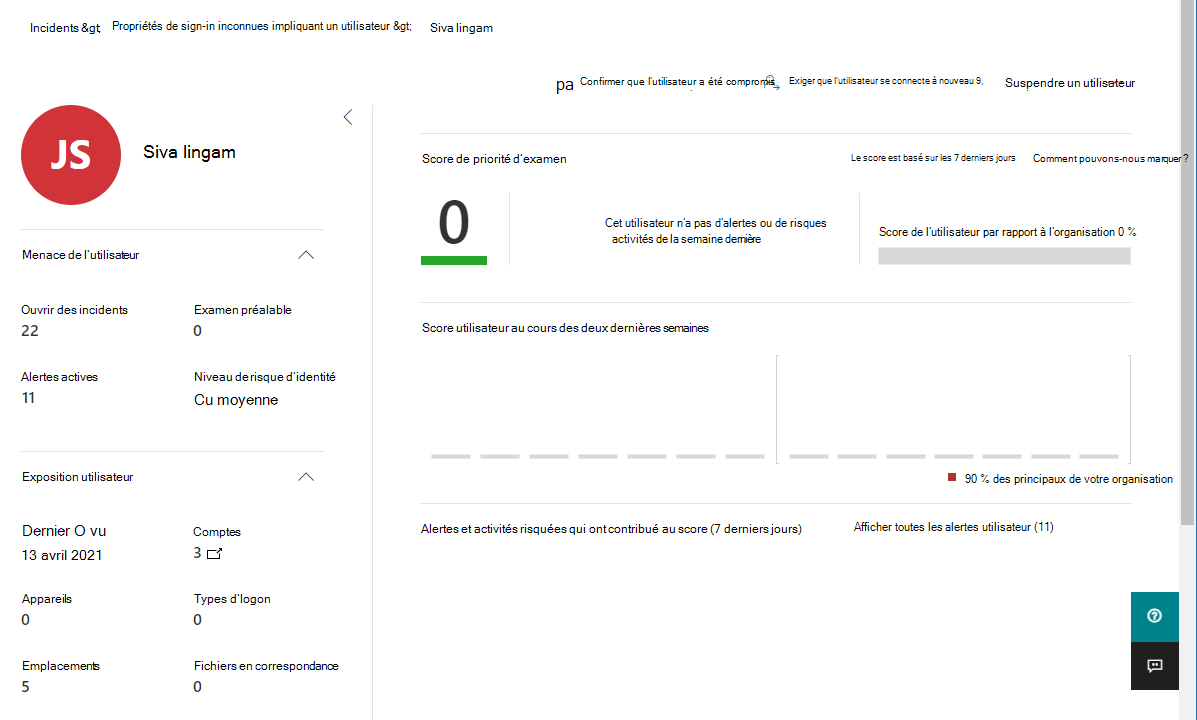 Incidents &gt; Propriétés de sign-in inconnues impliquant un utilisateur &gt; Siva lingam
pa Confirmer que l'utilisateur a été compromis Exiger que l'utilisateur se connecte à nouveau 9, Suspendre un utilisateur
JS
Siva lingam
Menace de l'utilisateur
Ouvrir des incidents Examen préalable
22 0
Alertes actives Niveau de risque d'identité
11 Cu moyenne
Exposition utilisateur
Dernier O vu Comptes
13 avril 2021 3
Appareils Types d'logon
0 0
Emplacements Fichiers en correspondance
5 0
Score de priorité d'examen Le score est basé sur les 7 derniers jours Comment pouvons-nous marquer ?
0
Cet utilisateur n'a pas d'alertes ou de risques
activités de la semaine dernière
Score de l'utilisateur par rapport à l'organisation 0 %
Score utilisateur au cours des deux dernières semaines
90 % des principaux de votre organisation
Alertes et activités risquées qui ont contribué au score (7 derniers jours) Afficher toutes les alertes utilisateur (11)